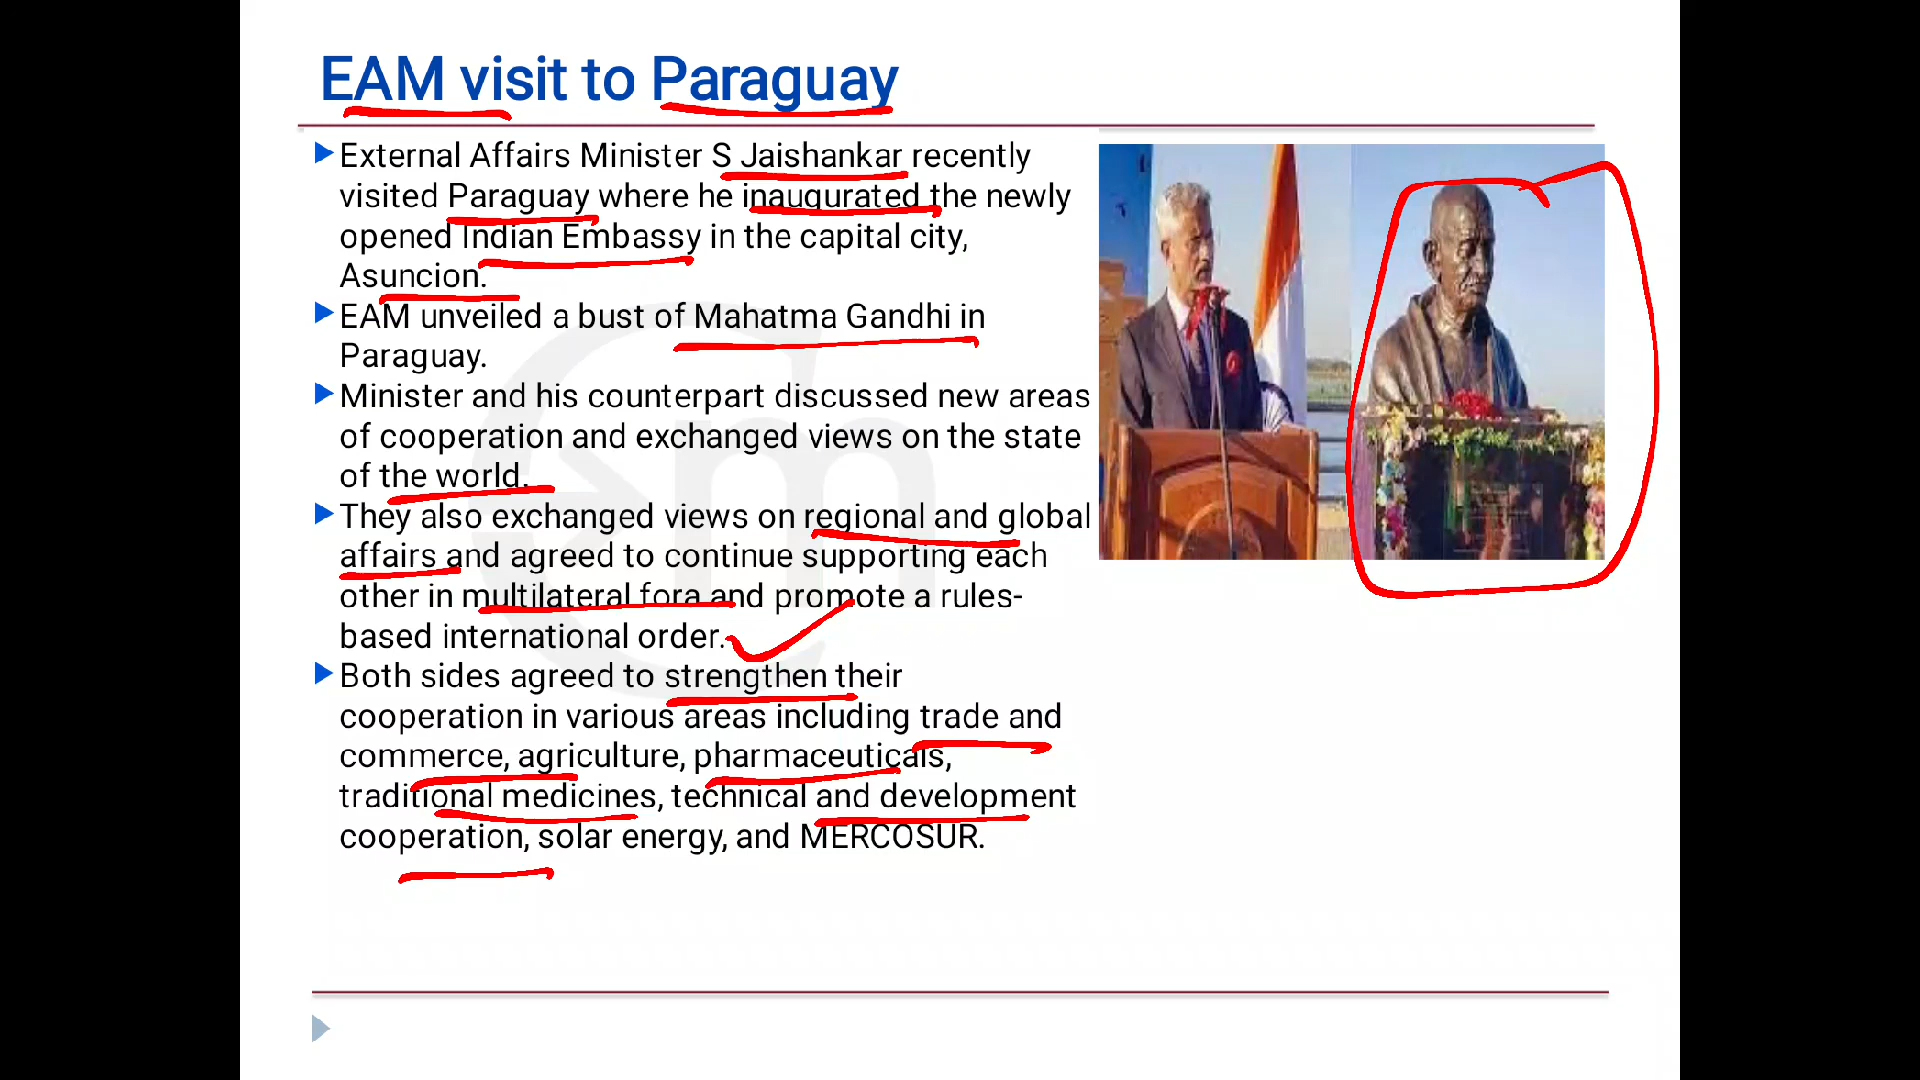 EAM visit to Paraguay
External Affairs Minister S Jaishankar recently
visited Paraguay where he inaugurated the newly
opened Indian Embassy in the capital city,
Asuncion.
EAM unveiled a bust of Mahatma Gandhi in
Paraguay.
Minister and his counterpart discussed new areas
of cooperation and exchanged views on the state
of the world.
They also exchanged views on regional and global
affairs and agreed to continue supporting each
other in multilateral fora and promote a rules-
based international order.
Both sides agreed to strengthen their
cooperation in various areas including trade and
commerce, agriculture, pharmaceuticals,
traditional medicines, technical and development
cooperation, solar energy, and MERCOSUR.